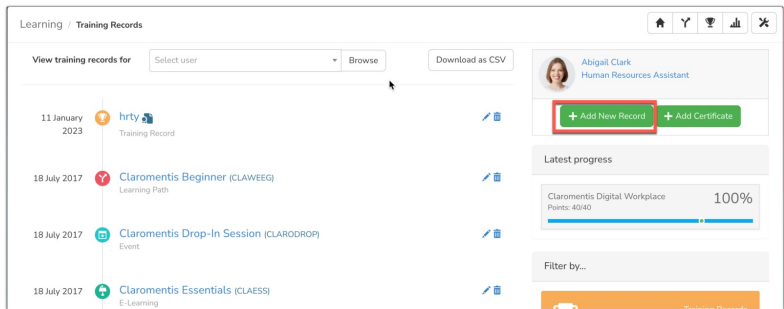 Learning / Training Records
View training records for
Select user
Browse
Download as CSV
Abigail Clark
Human Resources Assistant
+ Add New Record
+ Add Certificate
11 January 2023
hrty
Training Record
Latest progress
18 July 2017
Claromentis Beginner (CLAWEEG)
Learning Path
Claromentis Digital Workplace
100%
Points: 40/40
18 July 2017
Claromentis Drop-In Session (CLARODROP)
Event
Filter by...
18 July 2017
Claromentis Essentials (CLAESS)
E-Learning
Training Records